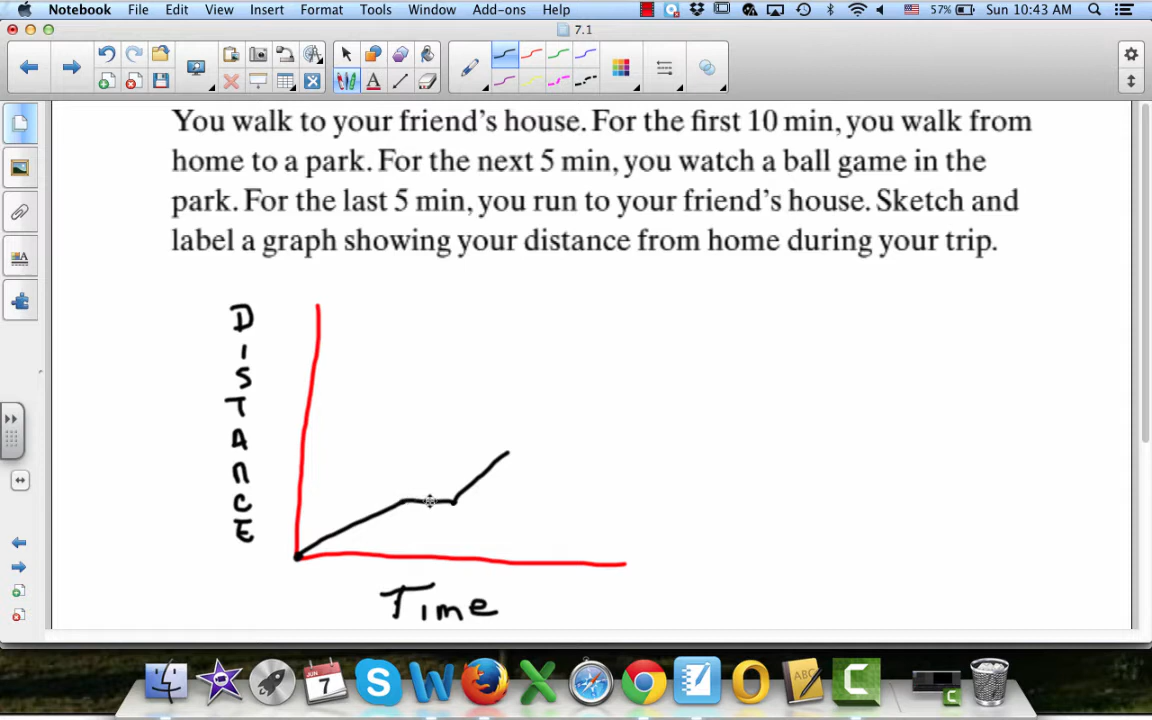 Notebook File Edit View Insert Format Tools Window Add-ons Help 57% Sun 10:43 AM
7.1
You walk to your friend's house. For the first 10 min, you walk from
home to a park. For the next 5 min, you watch a ball game in the
park. For the last 5 min, you run to your friend's house. Sketch and
label a graph showing your distance from home during your trip.
DISTANCE
Time
JUN
7